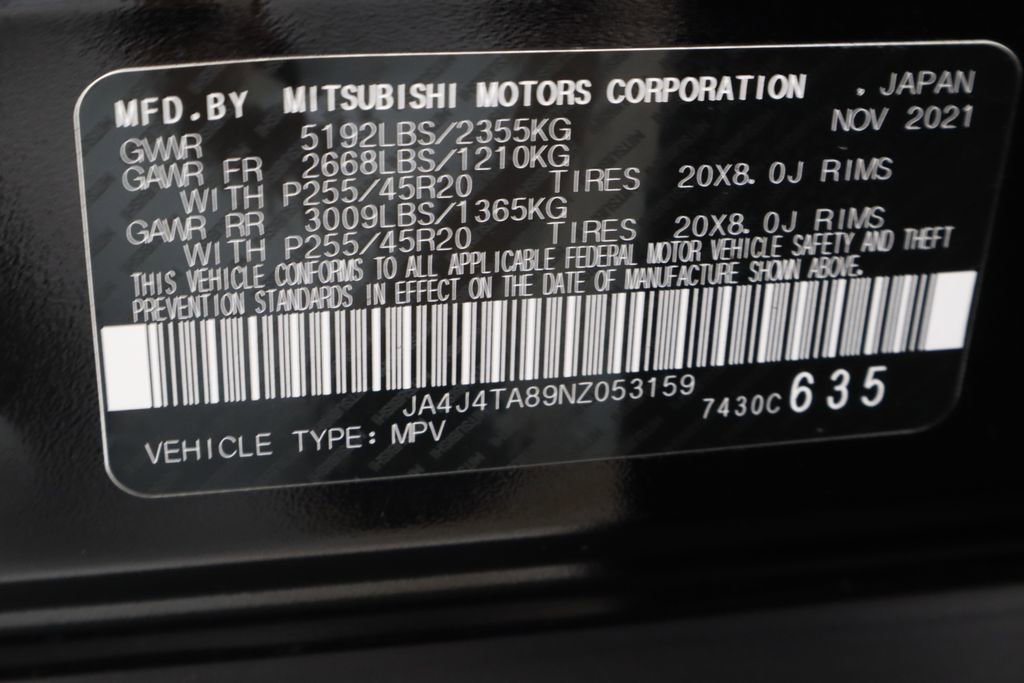 MFD.BY MITSUBISHI MOTORS CORPORATION . JAPAN
NOV 2021
GVWR 5192LBS/2355KG
GAWR FR 2668LBS/1210KG
WITH P255/45R20 TIRES 20X8.0J RIMS
GAWR RR 3009LBS/1365KG
WITH P255/45R20 TIRES 20X8.0J RIMS
THIS VEHICLE CONFORMS TO ALL APPLICABLE FEDERAL MOTOR VEHICLE SAFETY AND THEFT
PREVENTION STANDARDS IN EFFECT ON THE DATE OF MANUFACTURE SHOWN ABOVE.
JA4J4TA89NZ053159
7430C 635
VEHICLE TYPE: MPV